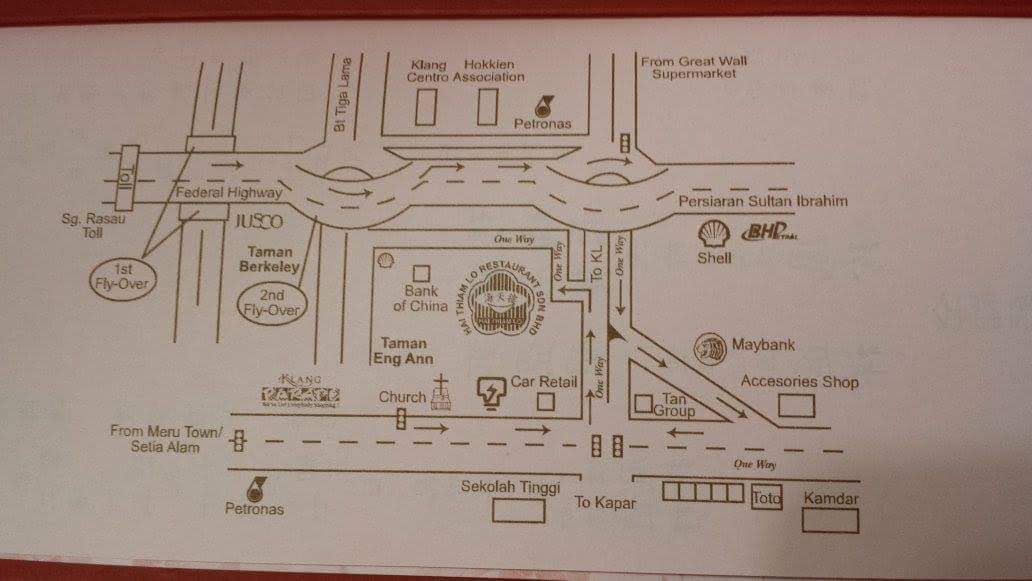 Bt Tiga Lama
Klang
Centro
Hokkien
Association
Petronas
From Great Wall
Supermarket
Toll
Sg. Rasau
Toll
Federal Highway
Persiaran Sultan Ibrahim
JUSCO
Shell
BHPetrol
1st
Fly-Over
Taman
Berkeley
2nd
Fly-Over
One Way
One Way
To KL
One Way
Bank
of China
HAI THIAM LO RESTAURANT SDN BHD
HAI THIAM LO
Taman
Eng Ann
One Way
Maybank
KLANG
PARADE
Church
Car Retail
Tan
Group
Accesories Shop
From Meru Town/
Setia Alam
One Way
Petronas
Sekolah Tinggi
To Kapar
Toto
Kamdar